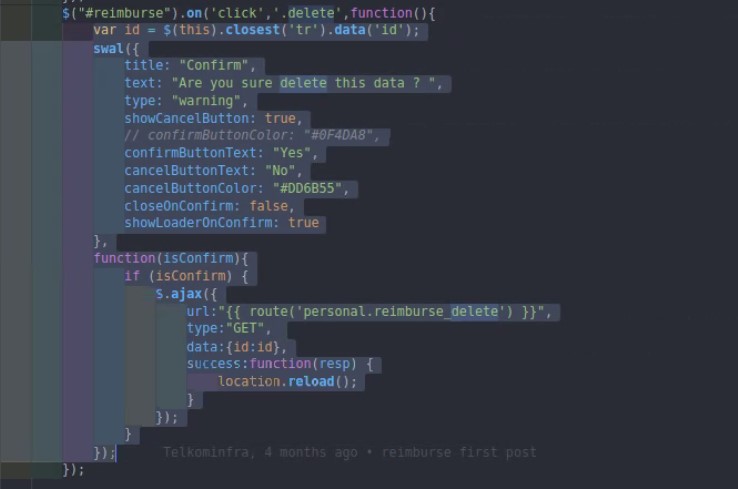 $("#reimburse").on('click','.delete',function(){
var id = $(this).closest('tr').data('id');
swal({
title: "Confirm",
text: "Are you sure delete this data ? ",
type: "warning",
showCancelButton: true,
// confirmButtonColor: "#0F4DA8",
confirmButtonText: "Yes",
cancelButtonText: "No",
cancelButtonColor: "#DD6B55",
closeOnConfirm: false,
showLoaderOnConfirm: true
},
function(isConfirm){
if (isConfirm) {
$.ajax({
url:"{{ route('personal.reimburse_delete') }}",
type:"GET",
data:{id:id},
success:function(resp) {
location.reload();
}
});
}
}); Telkominfra, 4 months ago • reimburse first post
});